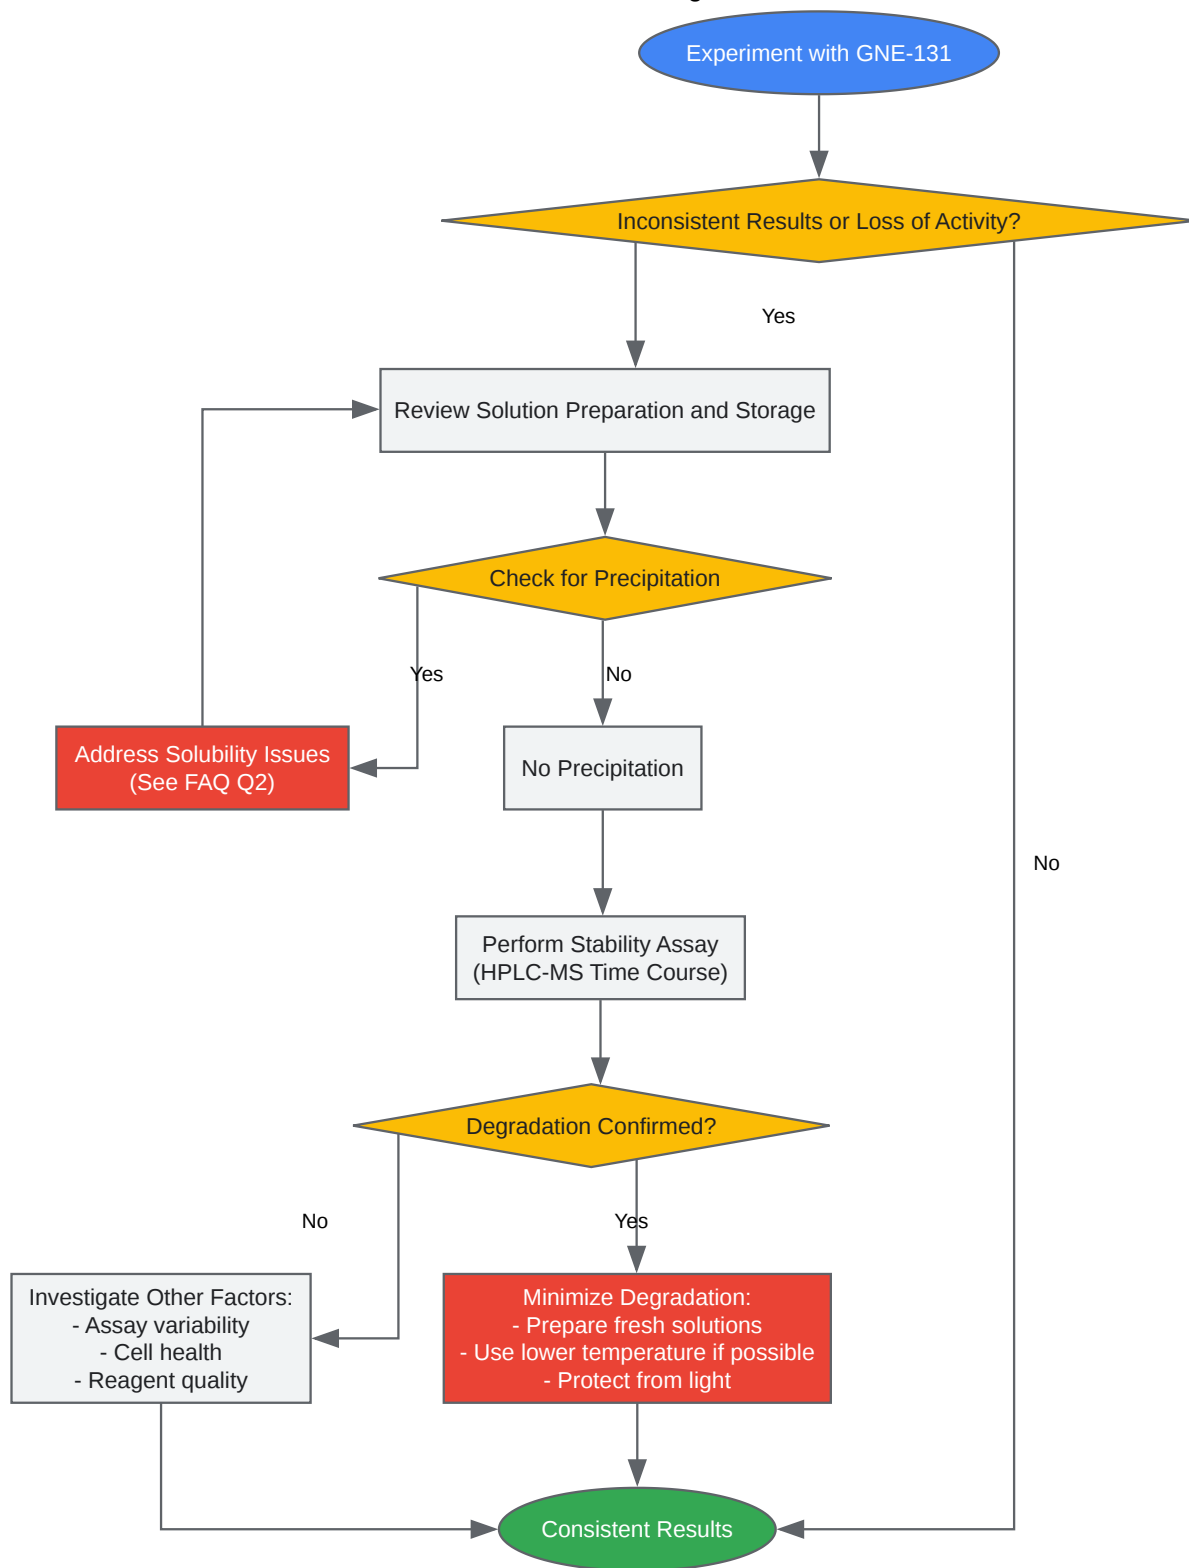 Experiment with GNE-131
Inconsistent Results or Loss of Activity?
Yes
Review Solution Preparation and Storage
Check for Precipitation
Yes
No
Address Solubility Issues
(See FAQ Q2)
No Precipitation
No
Perform Stability Assay
(HPLC-MS Time Course)
Degradation Confirmed?
No
Yes
Investigate Other Factors:
- Assay variability
- Cell health
- Reagent quality
Minimize Degradation:
- Prepare fresh solutions
- Use lower temperature if possible
- Protect from light
Consistent Results